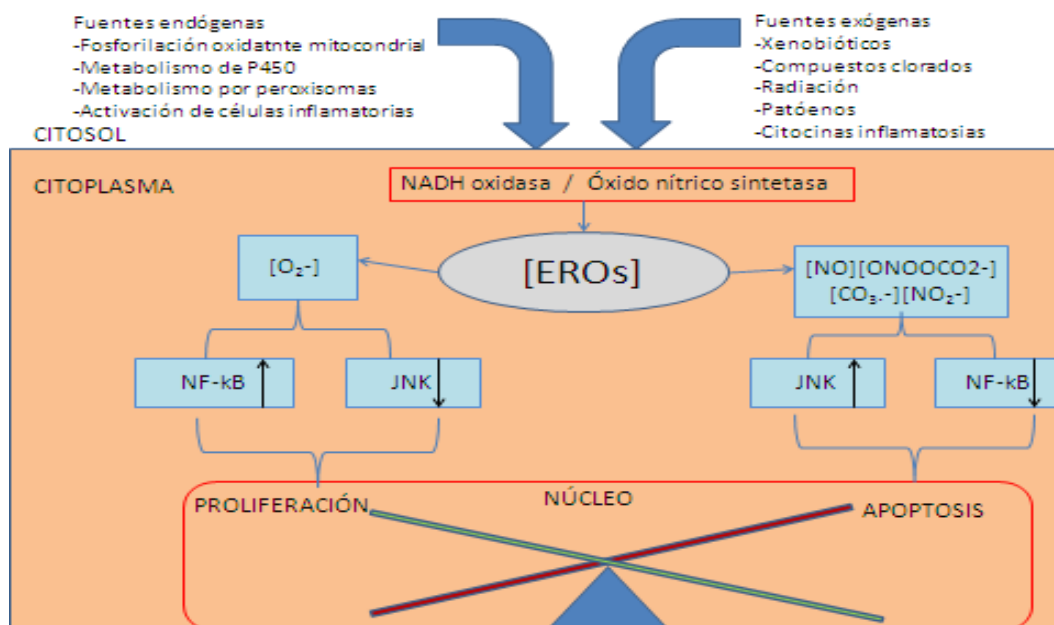 Fuentes endógenas
-Fosforilación oxidatnte mitocondrial
-Metabolismo de P450
-Metabolismo por peroxisomas
-Activación de células inflamatorias
Fuentes exógenas
-Xenobióticos
-Compuestos clorados
-Radiación
-Patóenos
-Citocinas inflamatosias
CITOSOL
CITOPLASMA
NADH oxidasa / Óxido nítrico sintetasa
[EROs]
[O₂-]
[NO][ONOOCO2-]
[CO₃.-][NO₂-]
NF-kB
JNK
JNK
NF-kB
PROLIFERACIÓN
NÚCLEO
APOPTOSIS